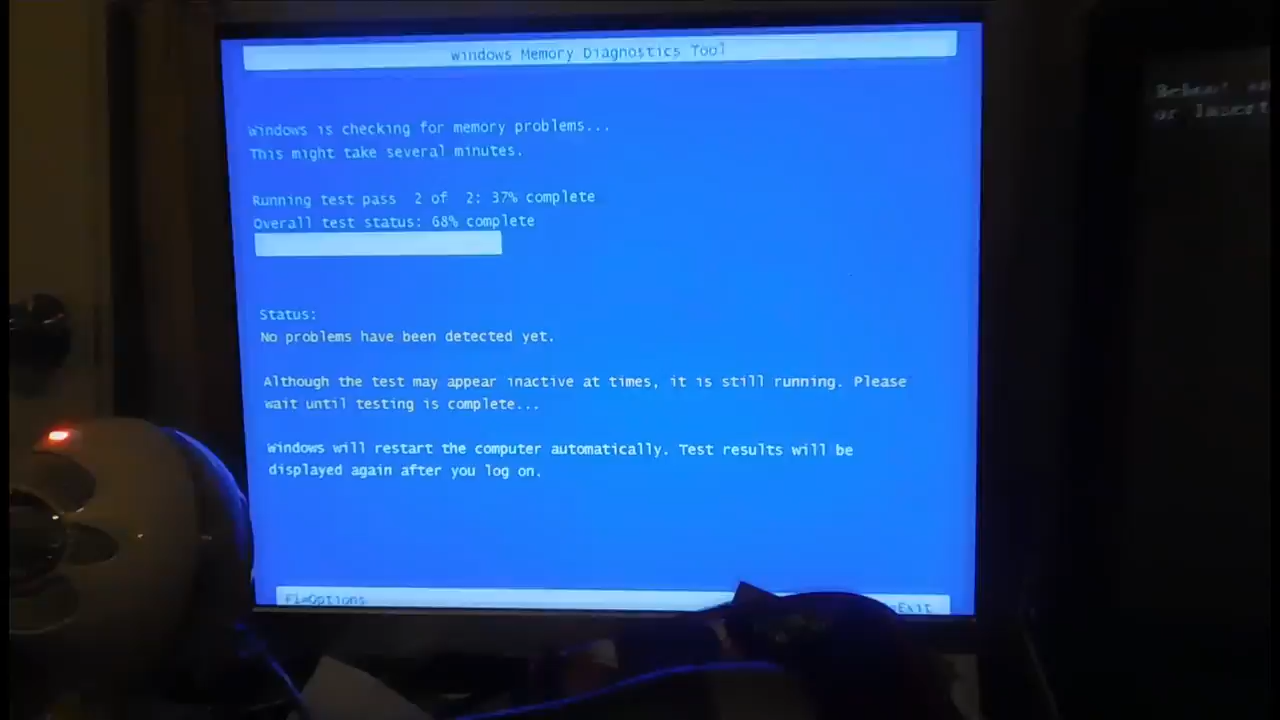 Windows Memory Diagnostics Tool
Windows is checking for memory problems...
This might take several minutes.
Running test pass  2 of  2: 37% complete
Overall test status: 68% complete
Status:
No problems have been detected yet.
Although the test may appear inactive at times, it is still running. Please
wait until testing is complete...
Windows will restart the computer automatically. Test results will be
displayed again after you log on.
F1=Options
=Exit
Reboot
or Insert